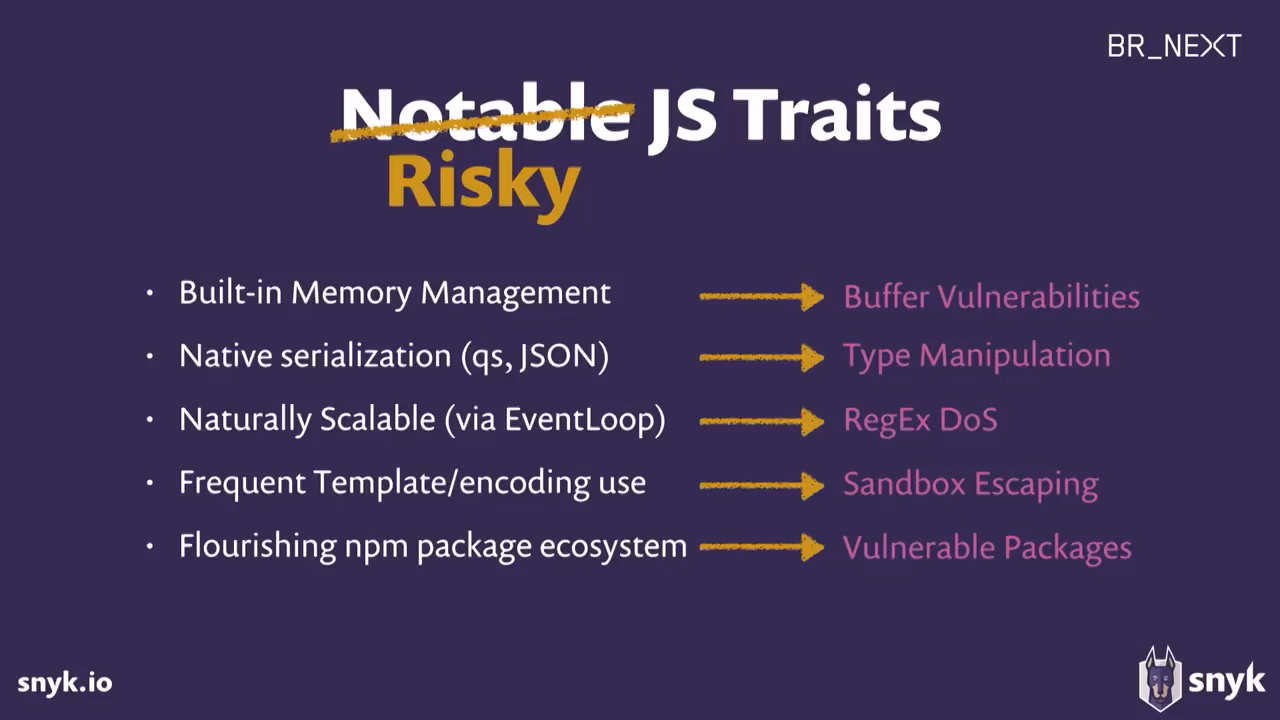 BR_NEXT
Notable JS Traits
Risky
• Built-in Memory Management Buffer Vulnerabilities
• Native serialization (qs, JSON) Type Manipulation
• Naturally Scalable (via EventLoop) RegEx DoS
• Frequent Template/encoding use Sandbox Escaping
• Flourishing npm package ecosystem Vulnerable Packages
snyk.io
snyk